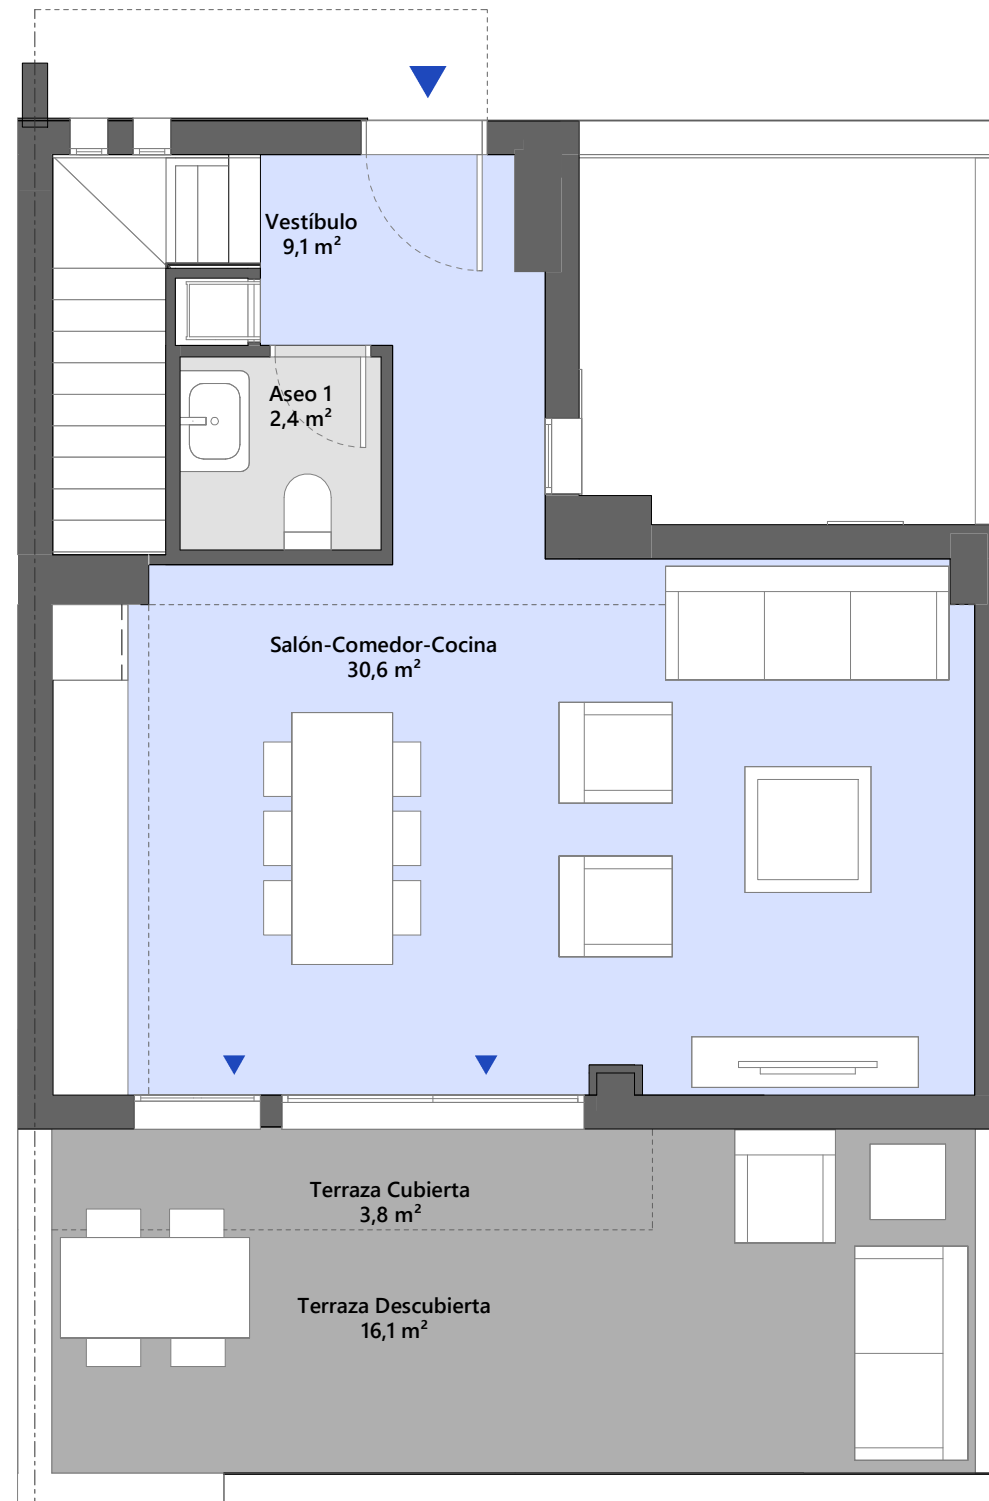 Vestíbulo
9,1 m²
Aseo 1
2,4 m²
Salón-Comedor-Cocina
30,6 m²
Terraza Cubierta
3,8 m²
Terraza Descubierta
16,1 m²